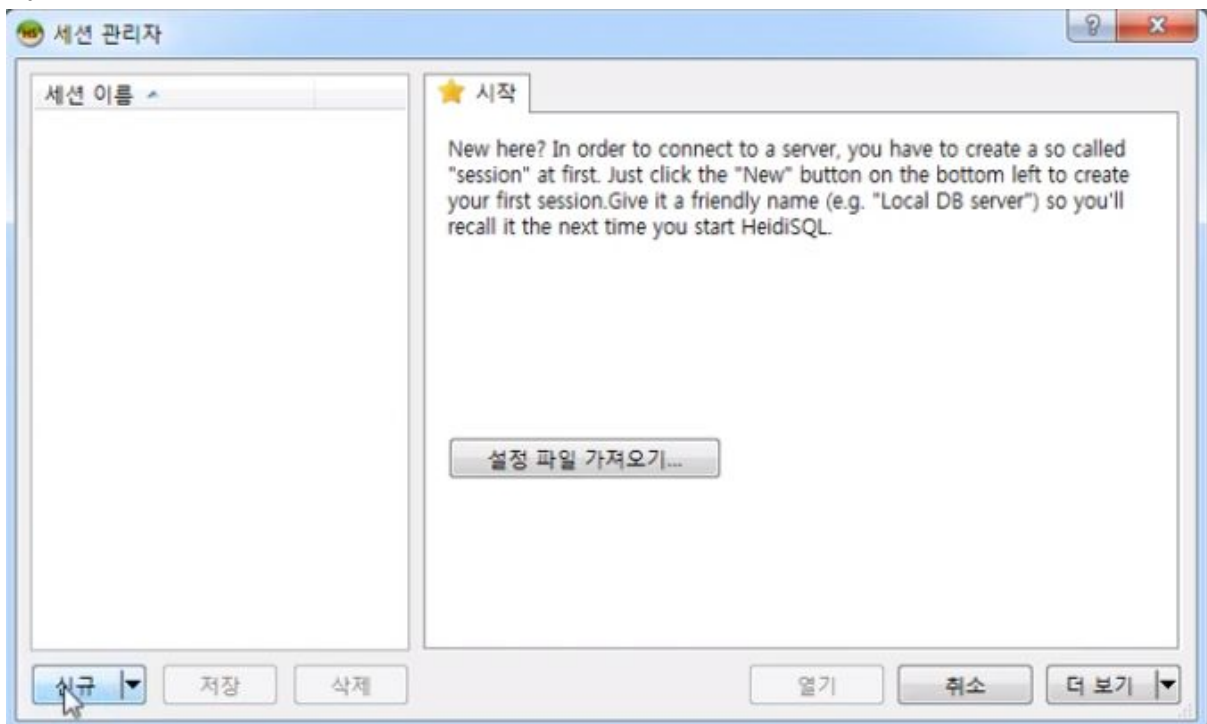 세션 관리자
세션 이름
시작
New here? In order to connect to a server, you have to create a so called
"session" at first. Just click the "New" button on the bottom left to create
your first session.Give it a friendly name (e.g. "Local DB server") so you'll
recall it the next time you start HeidiSQL.
설정 파일 가져오기...
신규 저장 삭제 열기 취소 더 보기